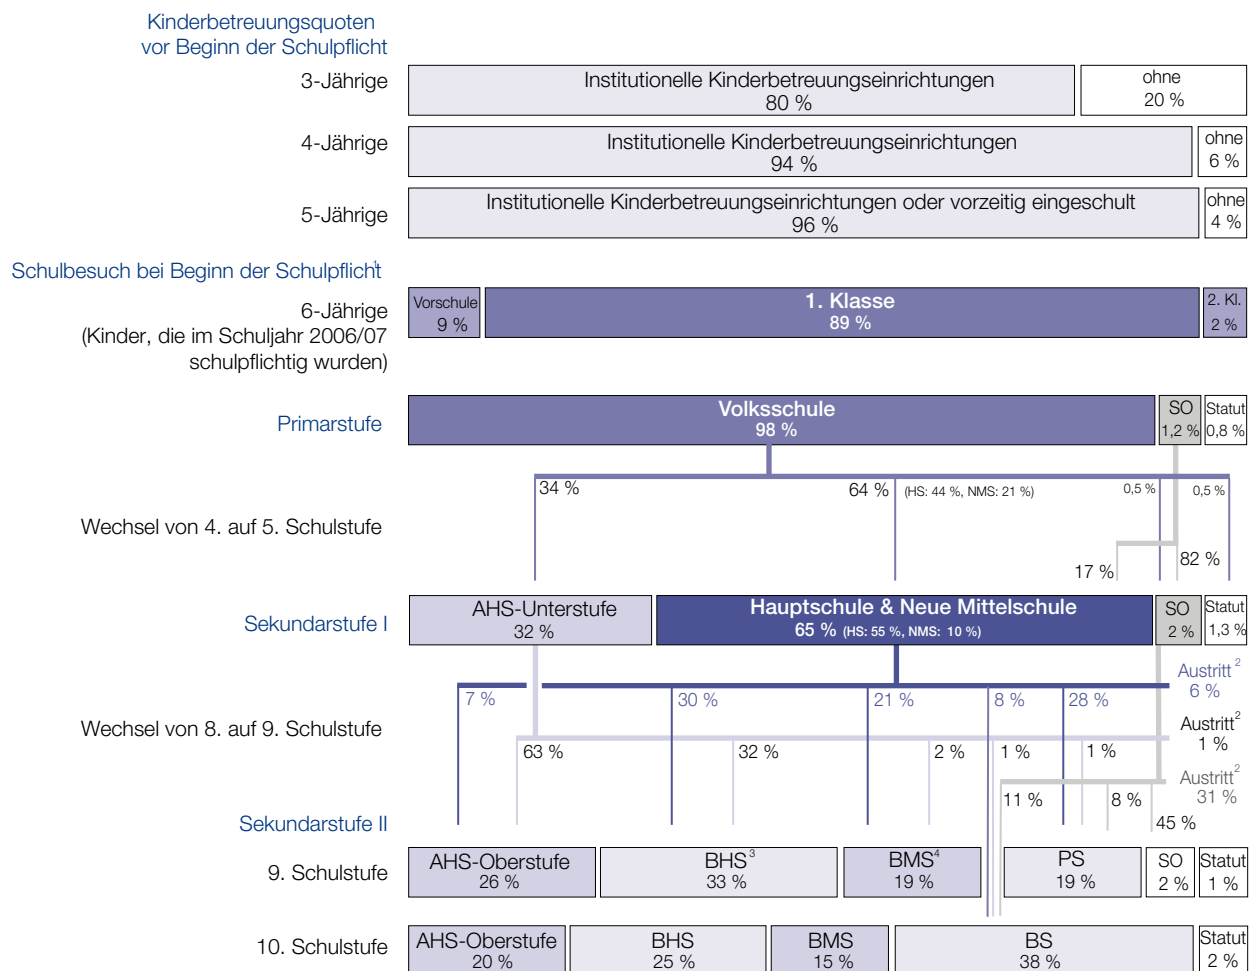 Kinderbetreuungsquoten
vor Beginn der Schulpflicht
3-Jährige
Institutionelle Kinderbetreuungseinrichtungen
80 %
ohne
20 %
4-Jährige
Institutionelle Kinderbetreuungseinrichtungen
94 %
ohne
6 %
5-Jährige
Institutionelle Kinderbetreuungseinrichtungen oder vorzeitig eingeschult
96 %
ohne
4 %
Schulbesuch bei Beginn der Schulpflicht¹
6-Jährige
(Kinder, die im Schuljahr 2006/07
schulpflichtig wurden)
Vorschule
9 %
1. Klasse
89 %
2. Kl.
2 %
Primarstufe
Volksschule
98 %
SO
1,2 %
Statut
0,8 %
Wechsel von 4. auf 5. Schulstufe
34 %
64 % (HS: 44 %, NMS: 21 %)
0,5 %
0,5 %
17 %
82 %
Sekundarstufe I
AHS-Unterstufe
32 %
Hauptschule & Neue Mittelschule
65 % (HS: 55 %, NMS: 10 %)
SO
2 %
Statut
1,3 %
Wechsel von 8. auf 9. Schulstufe
7 %
30 %
21 %
8 %
28 %
Austritt²
6 %
63 %
32 %
2 %
1 %
1 %
Austritt²
1 %
11 %
8 %
45 %
Austritt²
31 %
Sekundarstufe II
9. Schulstufe
AHS-Oberstufe
26 %
BHS³
33 %
BMS⁴
19 %
PS
19 %
SO
2 %
Statut
1 %
10. Schulstufe
AHS-Oberstufe
20 %
BHS
25 %
BMS
15 %
BS
38 %
Statut
2 %